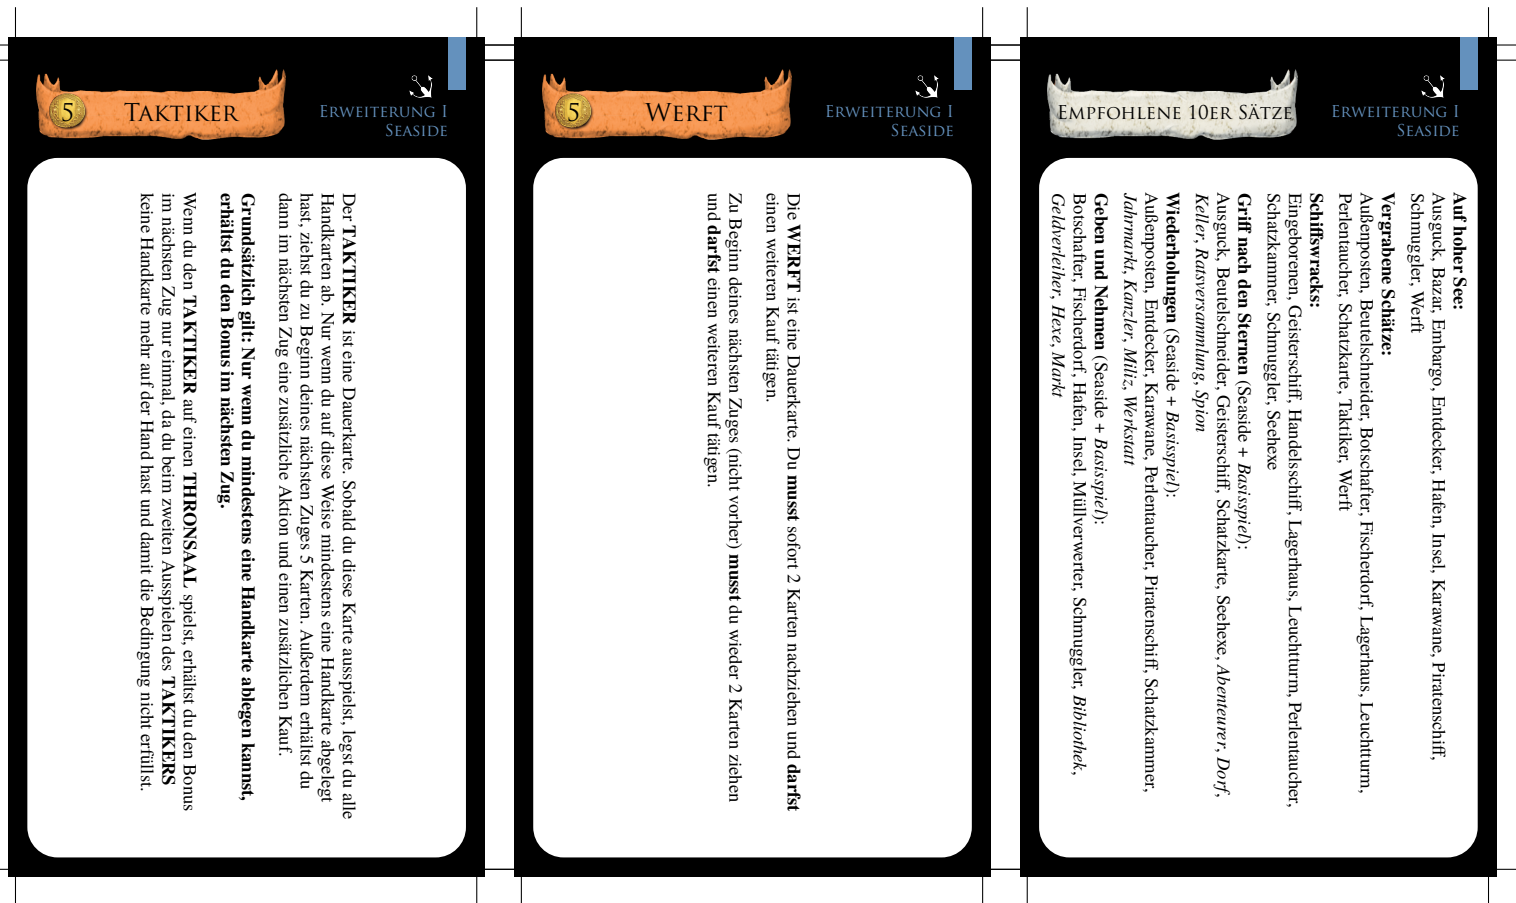 5
TAKTIKER
ERWEITERUNG I
SEASIDE
Der TAKTIKER ist eine Dauerkarte. Sobald du diese Karte ausspielst, legst du alle
Handkarten ab. Nur wenn du auf diese Weise mindestens eine Handkarte abgelegt
hast, ziehst du zu Beginn deines nächsten Zuges 5 Karten. Außerdem erhältst du
dann im nächsten Zug eine zusätzliche Aktion und einen zusätzlichen Kauf.
Grundsätzlich gilt: Nur wenn du mindestens eine Handkarte ablegen kannst,
erhältst du den Bonus im nächsten Zug.
Wenn du den TAKTIKER auf einen THRONSAAL spielst, erhältst du den Bonus
im nächsten Zug nur einmal, da du beim zweiten Ausspielen des TAKTIKERS
keine Handkarte mehr auf der Hand hast und damit die Bedingung nicht erfüllst.
5
WERFT
ERWEITERUNG I
SEASIDE
Die WERFT ist eine Dauerkarte. Du musst sofort 2 Karten nachziehen und darfst
einen weiteren Kauf tätigen.
Zu Beginn deines nächsten Zuges (nicht vorher) musst du wieder 2 Karten ziehen
und darfst einen weiteren Kauf tätigen.
EMPFOHLENE 10ER SÄTZE
ERWEITERUNG I
SEASIDE
Auf hoher See:
Ausguck, Bazar, Embargo, Entdecker, Hafen, Insel, Karawane, Piratenschiff,
Schmuggler, Werft
Vergrabene Schätze:
Außenposten, Beutelschneider, Botschafter, Fischerdorf, Lagerhaus, Leuchtturm,
Perlentaucher, Schatzkarte, Taktiker, Werft
Schiffswracks:
Eingeborenen, Geisterschiff, Handelsschiff, Lagerhaus, Leuchtturm, Perlentaucher,
Schatzkammer, Schmuggler, Seehexe
Griff nach den Sternen (Seaside + Basisspiel):
Ausguck, Beutelschneider, Geisterschiff, Schatzkarte, Seehexe, Abenteurer, Dorf,
Keller, Ratsversammlung, Spion
Wiederholungen (Seaside + Basisspiel):
Außenposten, Entdecker, Karawane, Perlentaucher, Piratenschiff, Schatzkammer,
Jahrmarkt, Kanzler, Miliz, Werkstatt
Geben und Nehmen (Seaside + Basisspiel):
Botschafter, Fischerdorf, Hafen, Insel, Müllverwerter, Schmuggler, Bibliothek,
Geldverleiher, Hexe, Markt